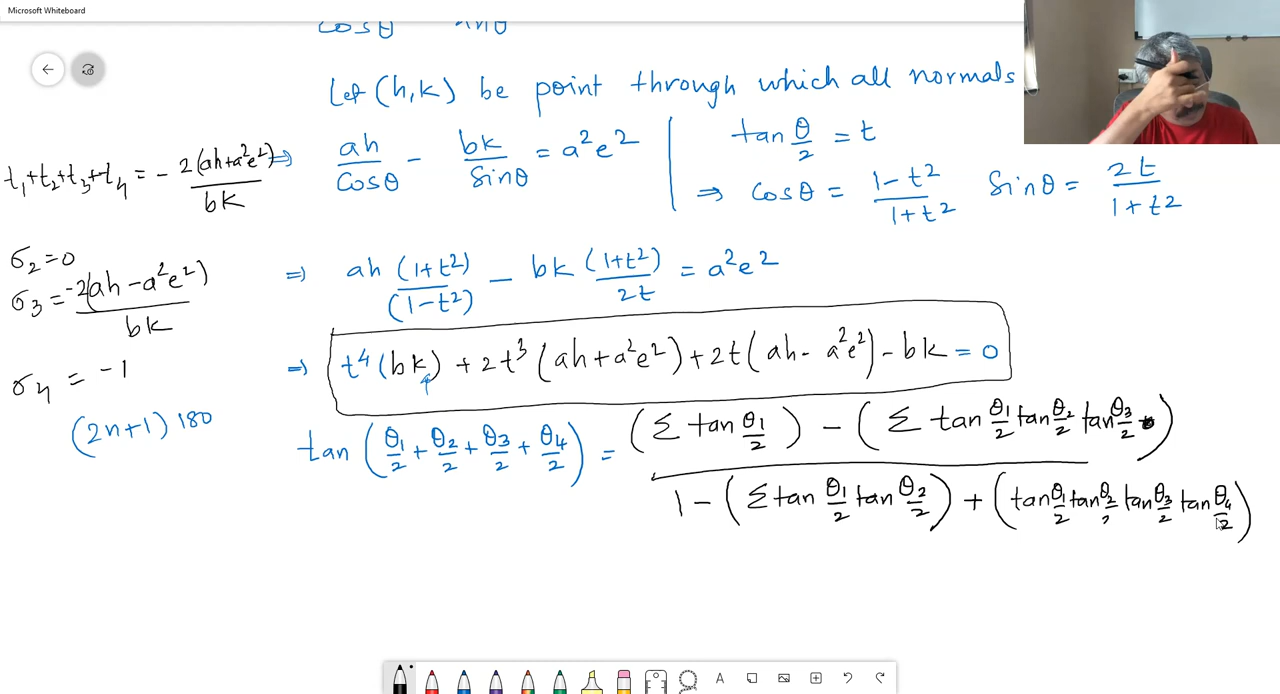 Microsoft Whiteboard
cosθ
Let (h,k) be point through which all normals
t₁+t₂+t₃+t₄ = - 2(ah+a²e²)/bk
⇒ ah/cosθ - bk/sinθ = a²e²
tan θ/2 = t
⇒ cosθ = (1-t²)/(1+t²) sinθ = 2t/(1+t²)
σ₂=0
σ₃ = -2(ah-a²e²)/bk
σ₄ = -1
(2n+1) 180
⇒ ah (1+t²)/(1-t²) - bk (1+t²)/2t = a²e²
⇒ t⁴(bk) + 2t³(ah+a²e²) + 2t(ah-a²e²) - bk = 0
tan (θ₁/2 + θ₂/2 + θ₃/2 + θ₄/2) = ((Σ tan θ₁/2) - (Σ tan θ₁/2 tan θ₂/2 tan θ₃/2))/(1 - (Σ tan θ₁/2 tan θ₂/2) + (tan θ₁/2 tan θ₂/2 tan θ₃/2 tan θ₄/2))
A